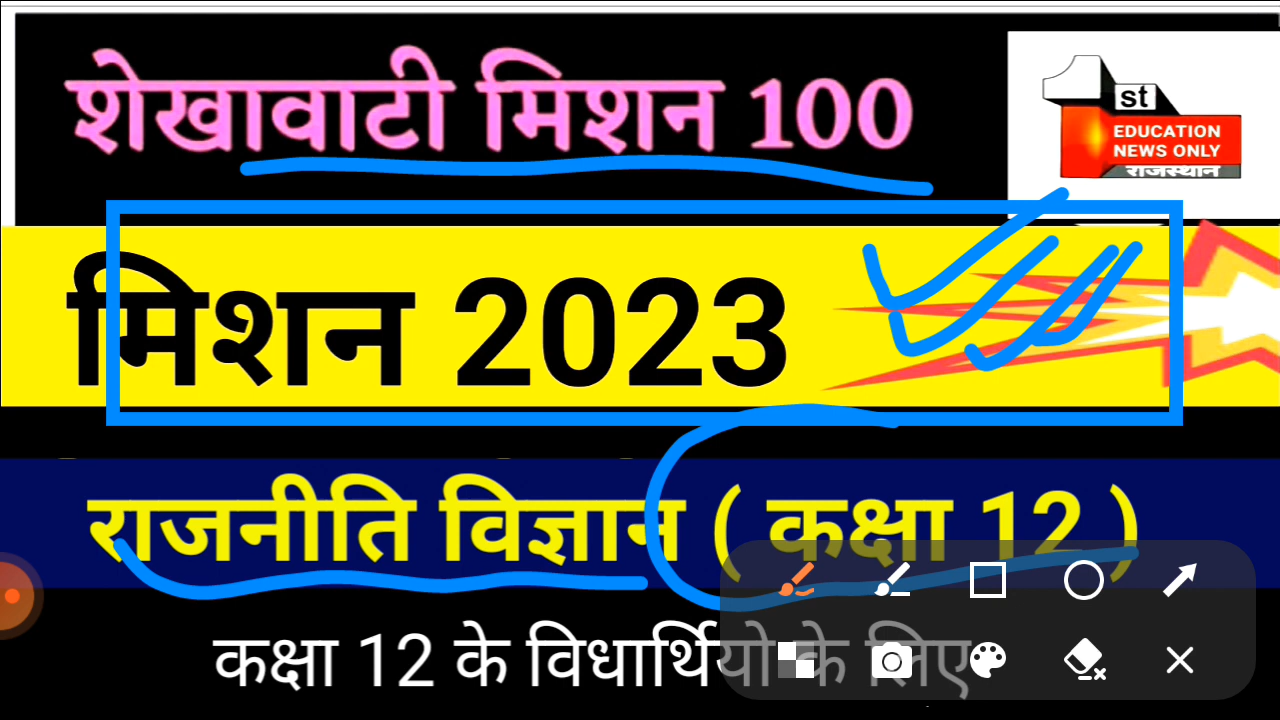 शेखावाटी मिशन 100
1st
EDUCATION
NEWS ONLY
राजस्थान
मिशन 2023
राजनीति विज्ञान ( कक्षा 12 )
कक्षा 12 के विधार्थियो के लिए